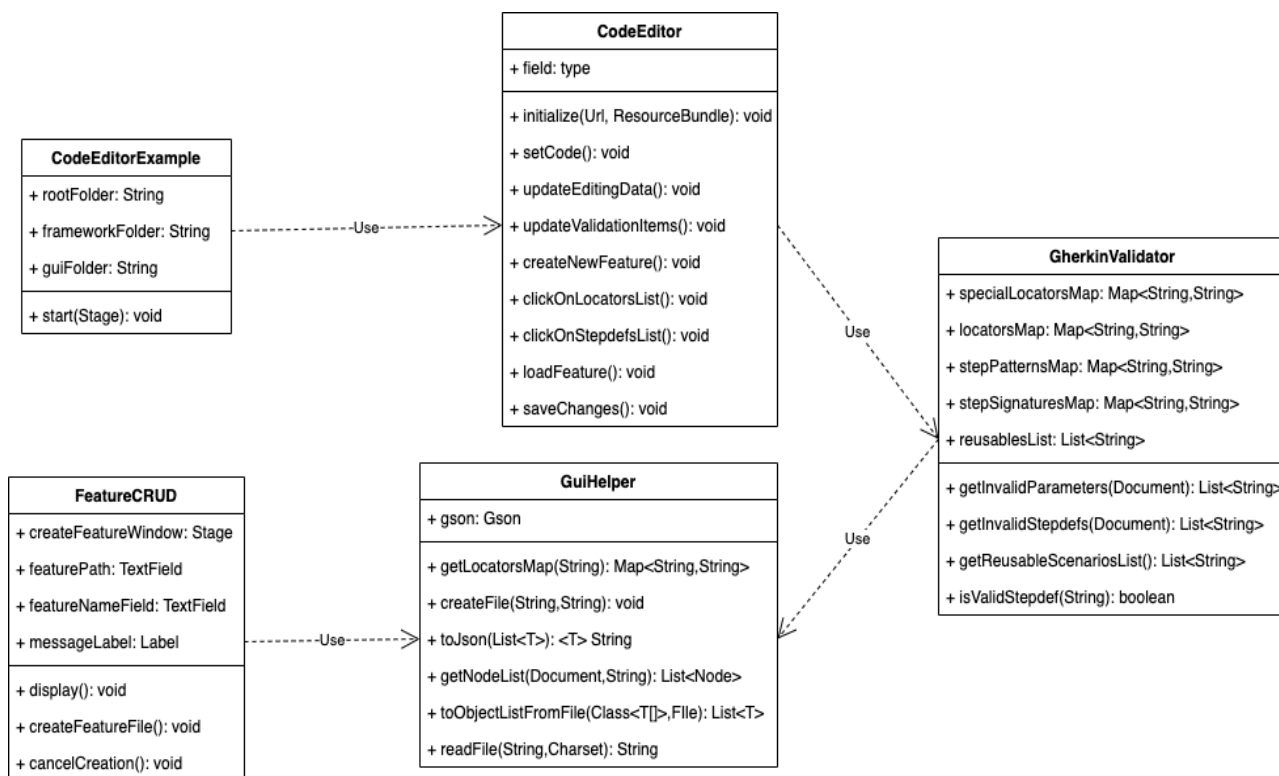 CodeEditor
+ field: type
+ initialize(Url, ResourceBundle): void
+ setCode(): void
+ updateEditingData(): void
+ updateValidationItems(): void
+ createNewFeature(): void
+ clickOnLocatorsList(): void
+ clickOnStepdefsList(): void
+ loadFeature(): void
+ saveChanges(): void
CodeEditorExample
+ rootFolder: String
+ frameworkFolder: String
+ guiFolder: String
+ start(Stage): void
Use
GherkinValidator
+ specialLocatorsMap: Map<String,String>
+ locatorsMap: Map<String,String>
+ stepPatternsMap: Map<String,String>
+ stepSignaturesMap: Map<String,String>
+ reusablesList: List<String>
+ getInvalidParameters(Document): List<String>
+ getInvalidStepdefs(Document): List<String>
+ getReusableScenariosList(): List<String>
+ isValidStepdef(String): boolean
Use
Use
FeatureCRUD
+ createFeatureWindow: Stage
+ featurePath: TextField
+ featureNameField: TextField
+ messageLabel: Label
+ display(): void
+ createFeatureFile(): void
+ cancelCreation(): void
Use
GuiHelper
+ gson: Gson
+ getLocatorsMap(String): Map<String,String>
+ createFile(String,String): void
+ toJson(List<T>): <T> String
+ getNodeList(Document,String): List<Node>
+ toObjectListFromFile(Class<T[]>,FIle): List<T>
+ readFile(String,Charset): String